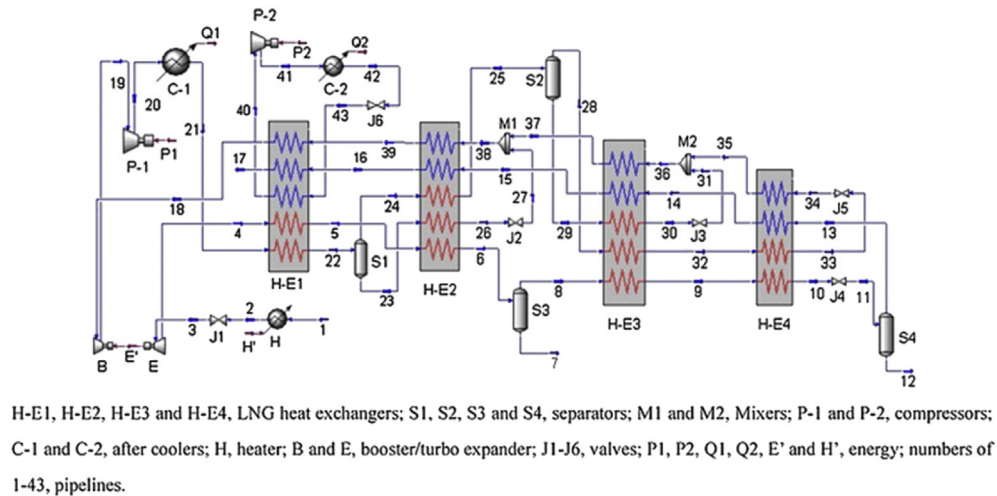 P-2
Q1
P2
Q2
S2
19
C-1
41
C-2
42
25
20
43
J6
28
40
21
M1
37
M2
35
P-1
P1
39
38
36
31
17
16
15
34
J5
18
24
27
14
13
4
5
26
J2
29
30
J3
22
S1
6
32
33
23
H-E1
H-E2
8
9
10
J4
11
3
J1
2
H
1
S3
H-E3
H-E4
S4
H'
B
E'
E
7
12
H-E1, H-E2, H-E3 and H-E4, LNG heat exchangers; S1, S2, S3 and S4, separators; M1 and M2, Mixers; P-1 and P-2, compressors;
C-1 and C-2, after coolers; H, heater; B and E, booster/turbo expander; J1-J6, valves; P1, P2, Q1, Q2, E' and H', energy; numbers of
1-43, pipelines.